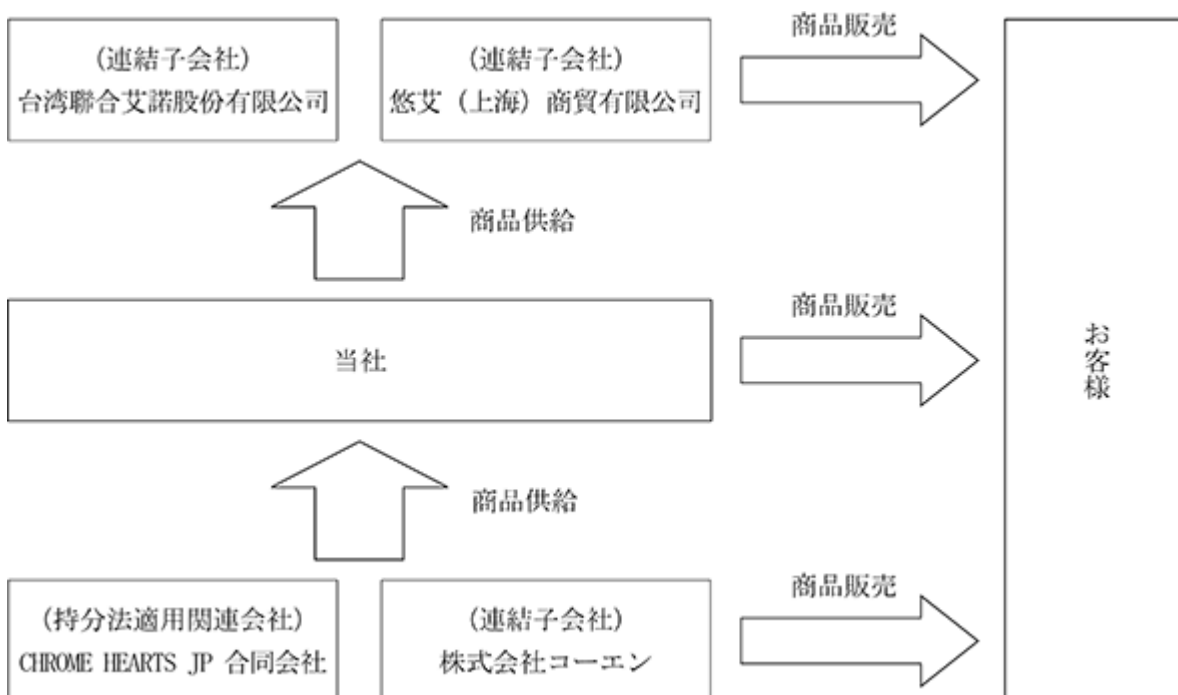 (連結子会社)
台湾聯合艾諾股份有限公司
(連結子会社)
悠艾（上海）商貿有限公司
商品販売
商品供給
当社
商品販売
お客様
商品供給
(持分法適用関連会社)
CHROME HEARTS JP 合同会社
(連結子会社)
株式会社コーエン
商品販売